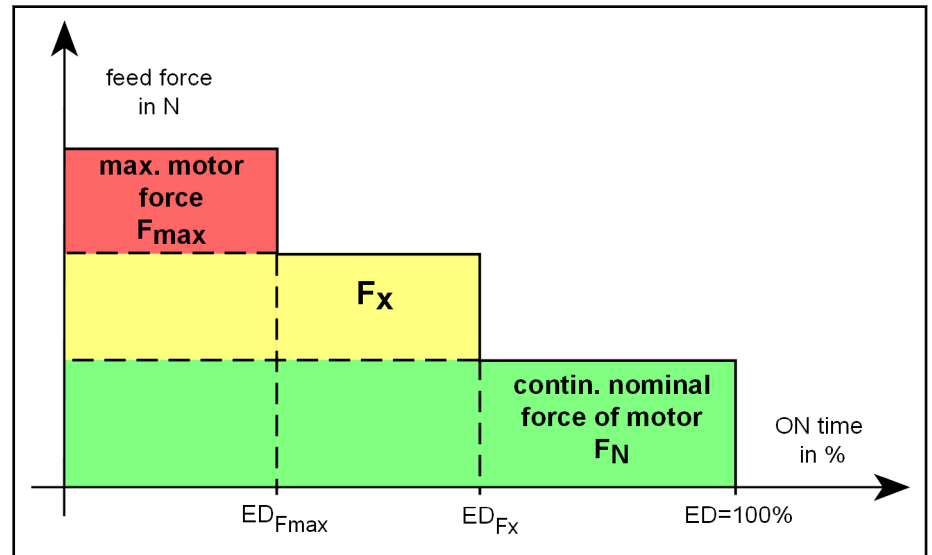 feed force
in N
max. motor
force
Fmax
Fx
contin. nominal
force of motor
FN
ON time
in %
EDFmax
EDFx
ED=100%